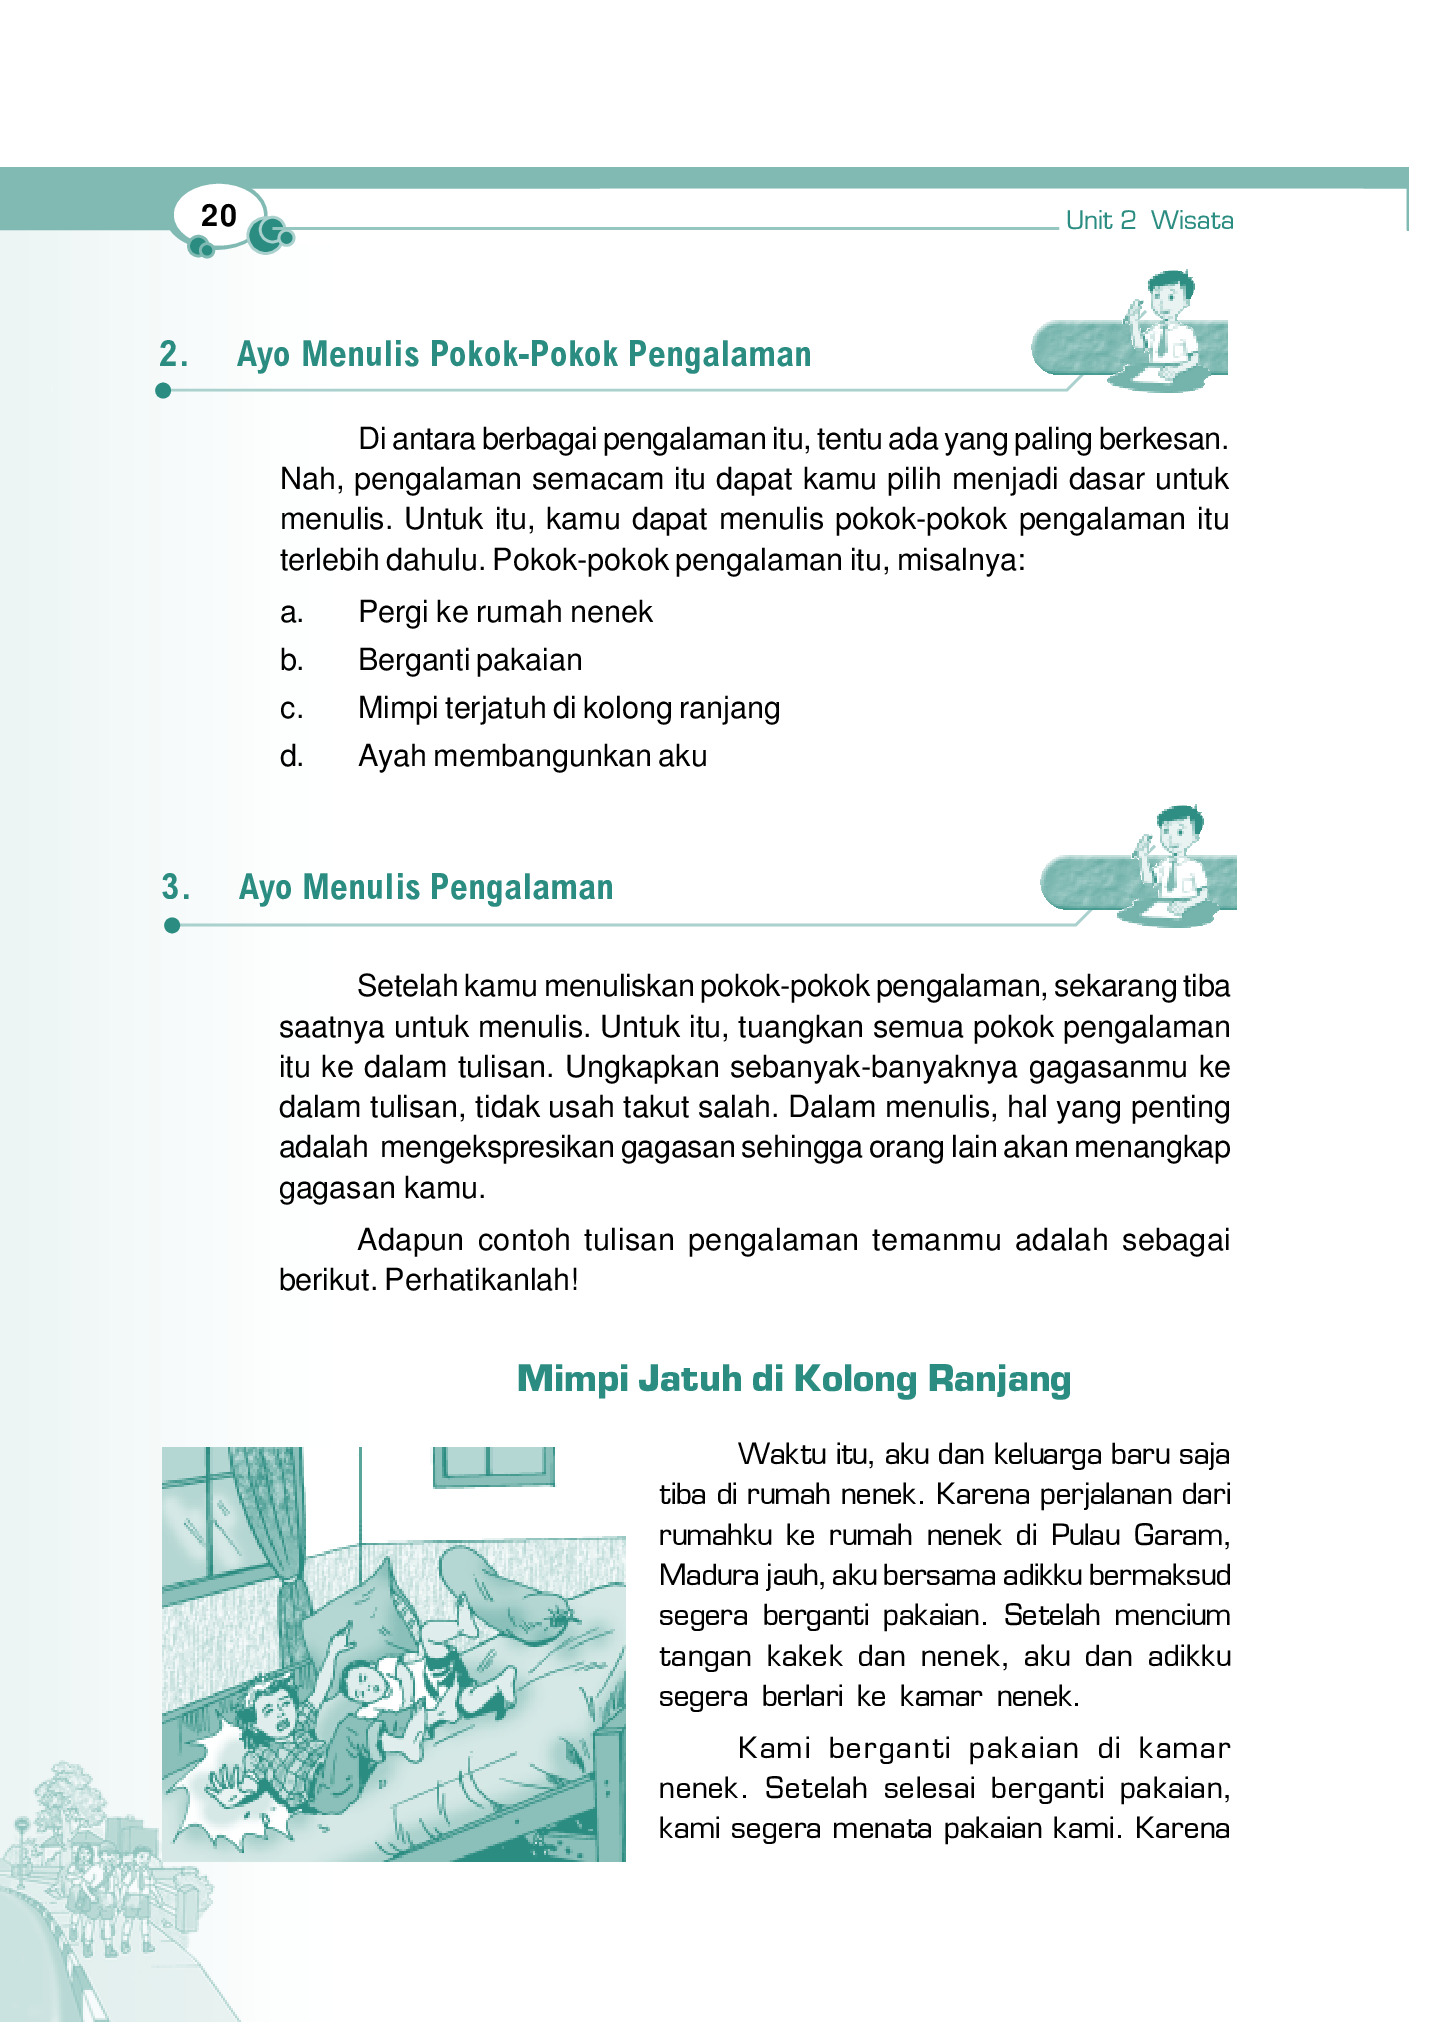 20
Unit 2 Wisata
2. Ayo Menulis Pokok-Pokok Pengalaman
Di antara berbagai pengalaman itu, tentu ada yang paling berkesan.
Nah, pengalaman semacam itu dapat kamu pilih menjadi dasar untuk
menulis. Untuk itu, kamu dapat menulis pokok-pokok pengalaman itu
terlebih dahulu. Pokok-pokok pengalaman itu, misalnya:
a. Pergi ke rumah nenek
b. Berganti pakaian
c. Mimpi terjatuh di kolong ranjang
d. Ayah membangunkan aku
3. Ayo Menulis Pengalaman
Setelah kamu menuliskan pokok-pokok pengalaman, sekarang tiba
saatnya untuk menulis. Untuk itu, tuangkan semua pokok pengalaman
itu ke dalam tulisan. Ungkapkan sebanyak-banyaknya gagasanmu ke
dalam tulisan, tidak usah takut salah. Dalam menulis, hal yang penting
adalah mengekspresikan gagasan sehingga orang lain akan menangkap
gagasan kamu.
Adapun contoh tulisan pengalaman temanmu adalah sebagai
berikut. Perhatikanlah!
Mimpi Jatuh di Kolong Ranjang
Waktu itu, aku dan keluarga baru saja
tiba di rumah nenek. Karena perjalanan dari
rumahku ke rumah nenek di Pulau Garam,
Madura jauh, aku bersama adikku bermaksud
segera berganti pakaian. Setelah mencium
tangan kakek dan nenek, aku dan adikku
segera berlari ke kamar nenek.
Kami berganti pakaian di kamar
nenek. Setelah selesai berganti pakaian,
kami segera menata pakaian kami. Karena